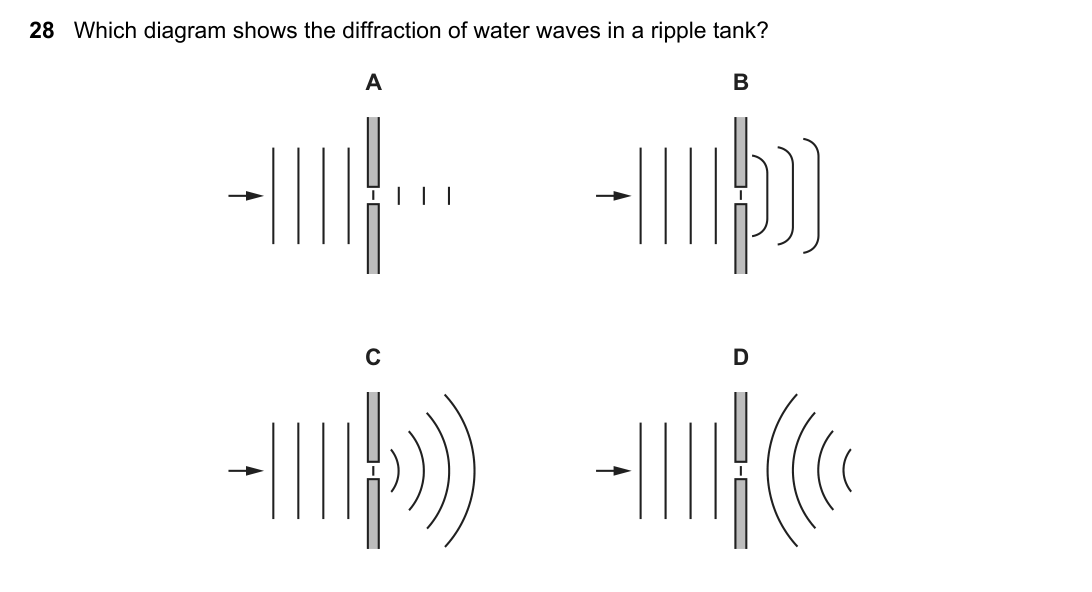 28 Which diagram shows the diffraction of water waves in a ripple tank?
A
B
C
D